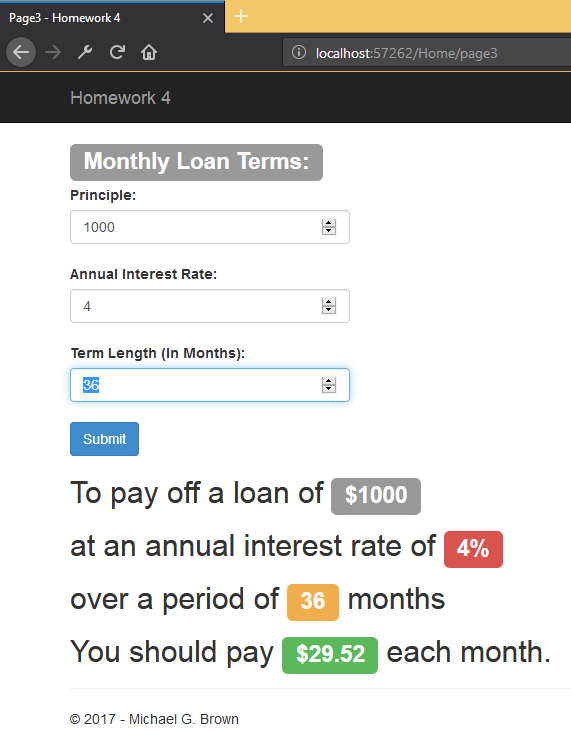 Page3 - Homework 4
localhost:57262/Home/page3
Homework 4
Monthly Loan Terms:
Principle:
1000
Annual Interest Rate:
4
Term Length (In Months):
36
Submit
To pay off a loan of $1000
at an annual interest rate of 4%
over a period of 36 months
You should pay $29.52 each month.
© 2017 - Michael G. Brown